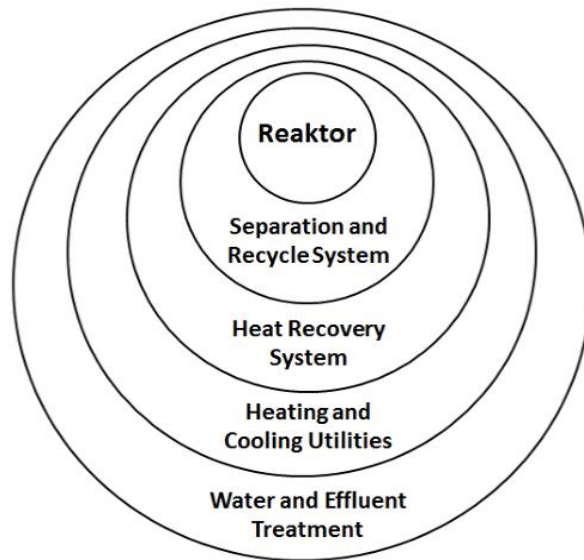 Reaktor
Separation and
Recycle System
Heat Recovery
System
Heating and
Cooling Utilities
Water and Effluent
Treatment